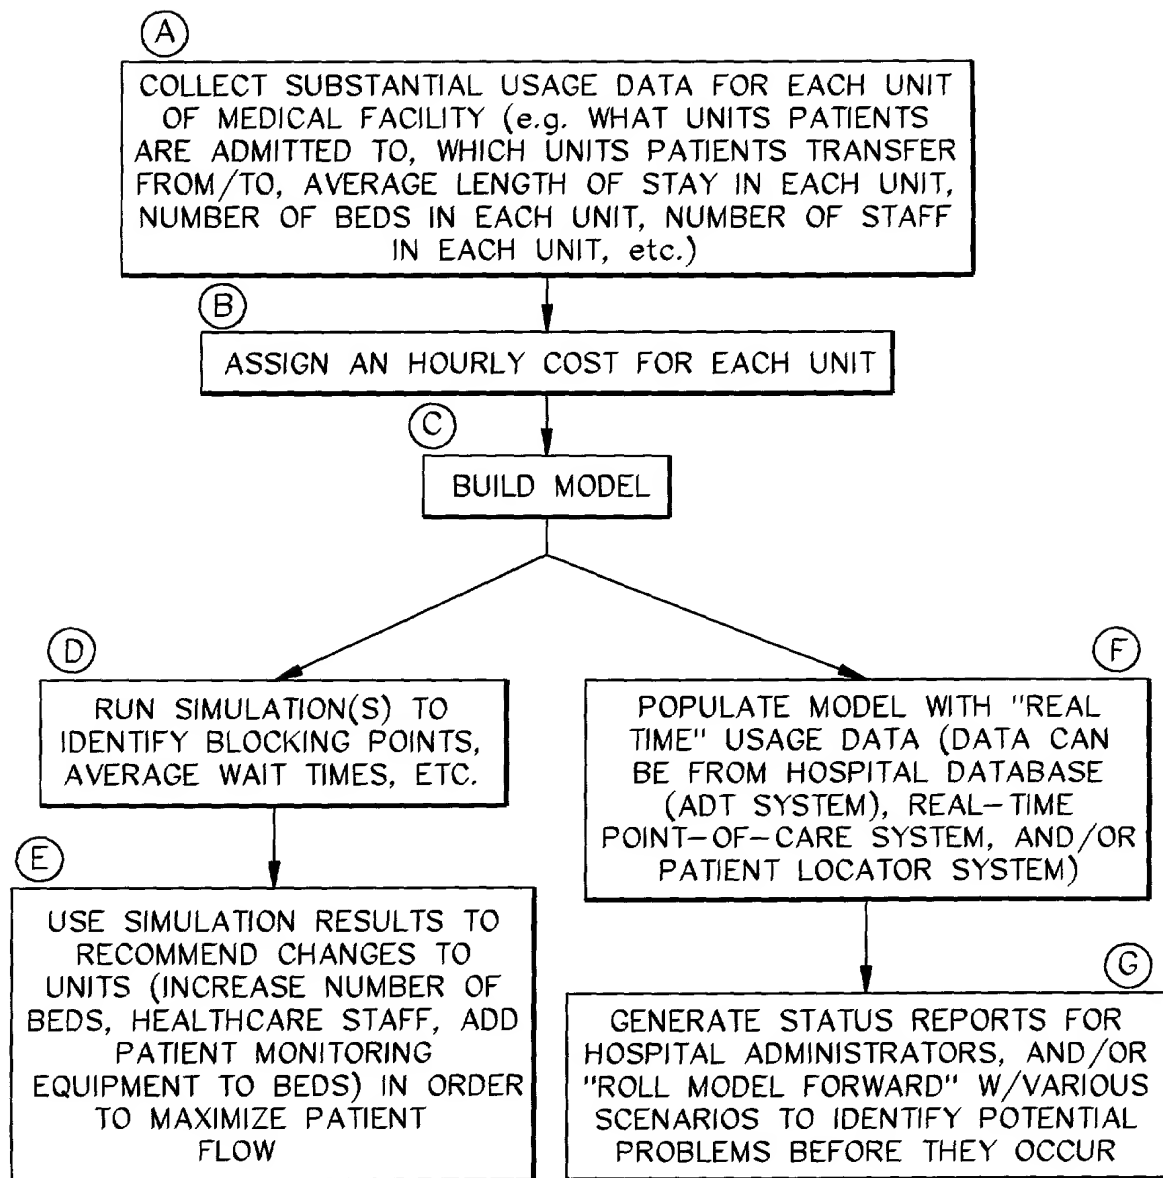 A
COLLECT SUBSTANTIAL USAGE DATA FOR EACH UNIT
OF MEDICAL FACILITY (e.g. WHAT UNITS PATIENTS
ARE ADMITTED TO, WHICH UNITS PATIENTS TRANSFER
FROM/TO, AVERAGE LENGTH OF STAY IN EACH UNIT,
NUMBER OF BEDS IN EACH UNIT, NUMBER OF STAFF
IN EACH UNIT, etc.)
B
ASSIGN AN HOURLY COST FOR EACH UNIT
C
BUILD MODEL
D
RUN SIMULATION(S) TO
IDENTIFY BLOCKING POINTS,
AVERAGE WAIT TIMES, ETC.
E
USE SIMULATION RESULTS TO
RECOMMEND CHANGES TO
UNITS (INCREASE NUMBER OF
BEDS, HEALTHCARE STAFF, ADD
PATIENT MONITORING
EQUIPMENT TO BEDS) IN ORDER
TO MAXIMIZE PATIENT
FLOW
F
POPULATE MODEL WITH "REAL
TIME" USAGE DATA (DATA CAN
BE FROM HOSPITAL DATABASE
(ADT SYSTEM), REAL-TIME
POINT-OF-CARE SYSTEM, AND/OR
PATIENT LOCATOR SYSTEM)
G
GENERATE STATUS REPORTS FOR
HOSPITAL ADMINISTRATORS, AND/OR
"ROLL MODEL FORWARD" W/VARIOUS
SCENARIOS TO IDENTIFY POTENTIAL
PROBLEMS BEFORE THEY OCCUR